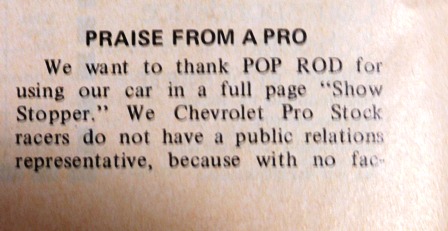 PRAISE FROM A PRO
We want to thank POP ROD for
using our car in a full page "Show
Stopper." We Chevrolet Pro Stock
racers do not have a public relations
representative, because with no fac-